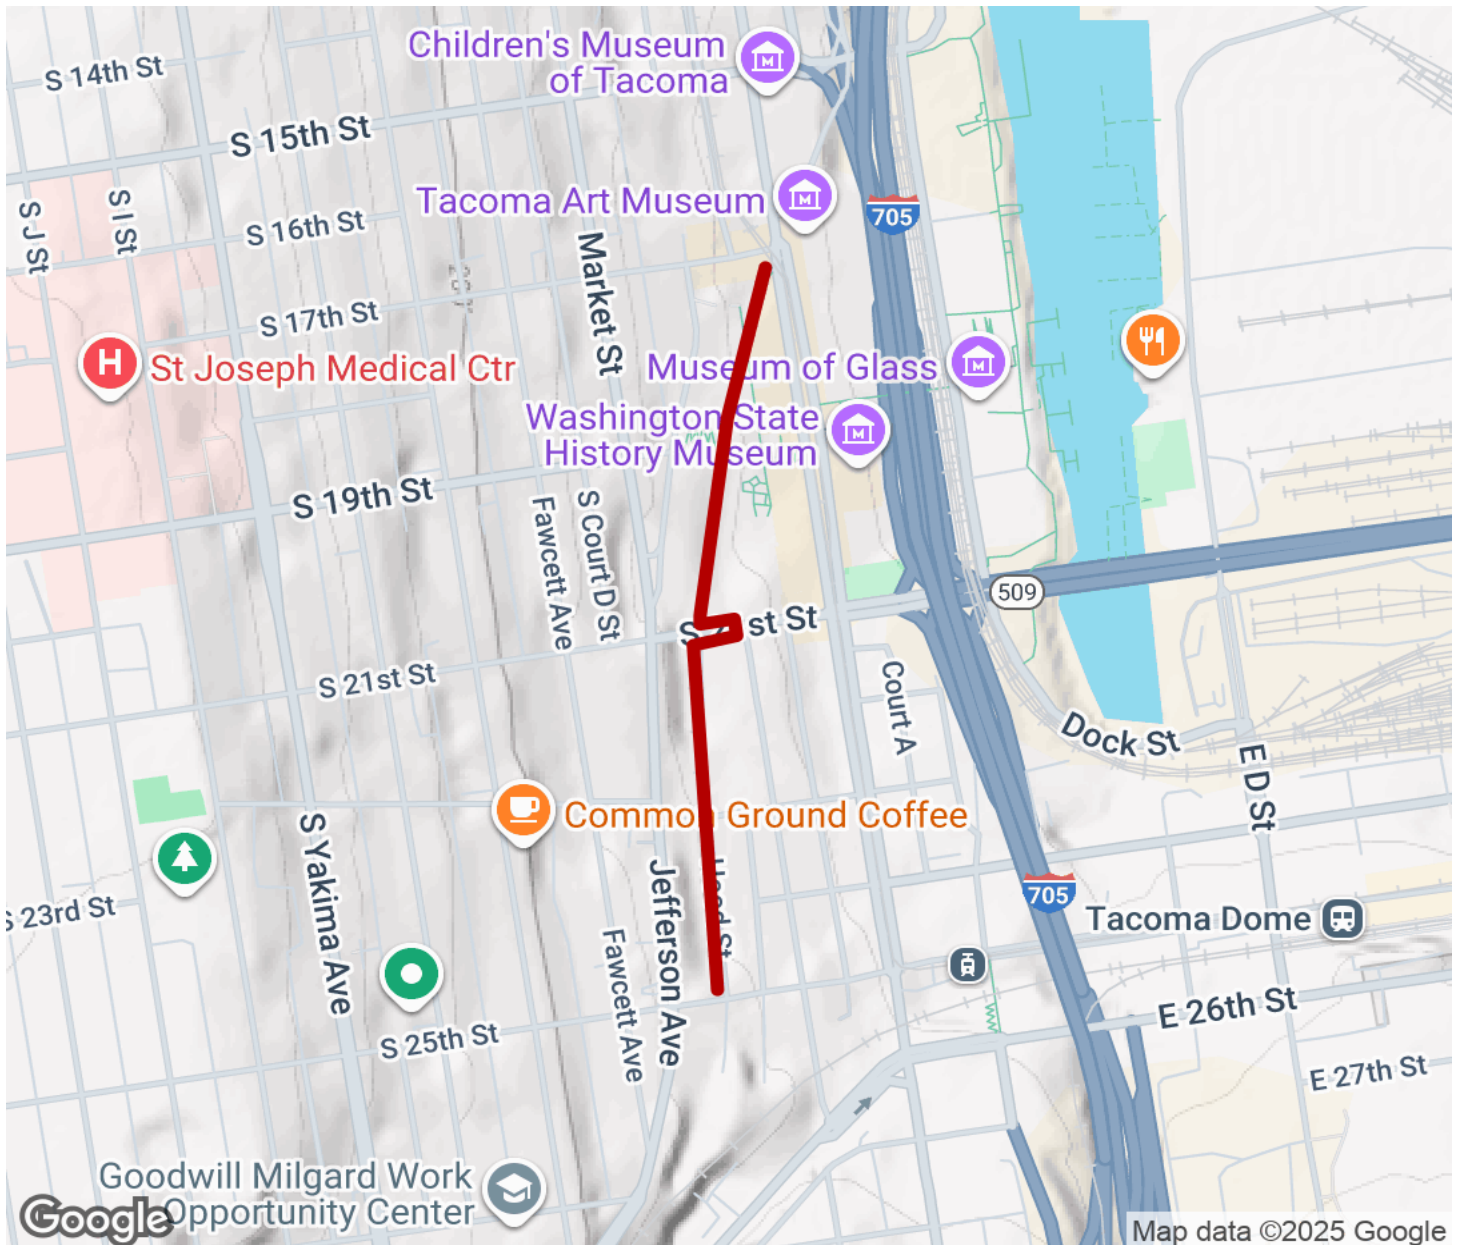 Children's Museum
of Tacoma
S 14th St
S 15th St
Tacoma Art Museum
S J St
S I St
S 16th St
705
Market St
S 17th St
St Joseph Medical Ctr
H
Museum of Glass
Washington State
History Museum
S 19th St
Fawcett Ave
S Court D St
509
st St
S 21st St
Court A
Dock St
E D St
Common Ground Coffee
S Yakima Ave
Jefferson Ave
Hood St
705
S 23rd St
Tacoma Dome
Fawcett Ave
E 26th St
S 25th St
E 27th St
Goodwill Milgard Work
Opportunity Center
Google
Map data ©2025 Google